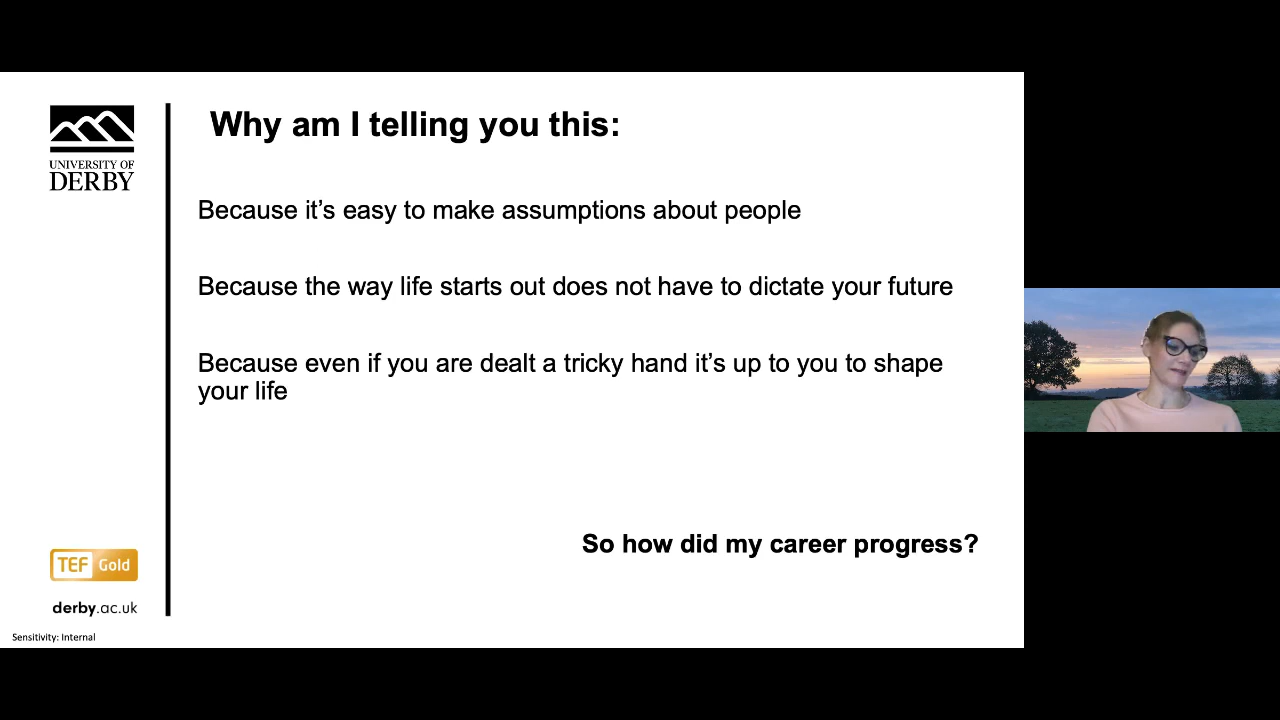 UNIVERSITY OF
DERBY
Why am I telling you this:
Because it’s easy to make assumptions about people
Because the way life starts out does not have to dictate your future
Because even if you are dealt a tricky hand it’s up to you to shape
your life
So how did my career progress?
TEF Gold
derby.ac.uk
Sensitivity: Internal